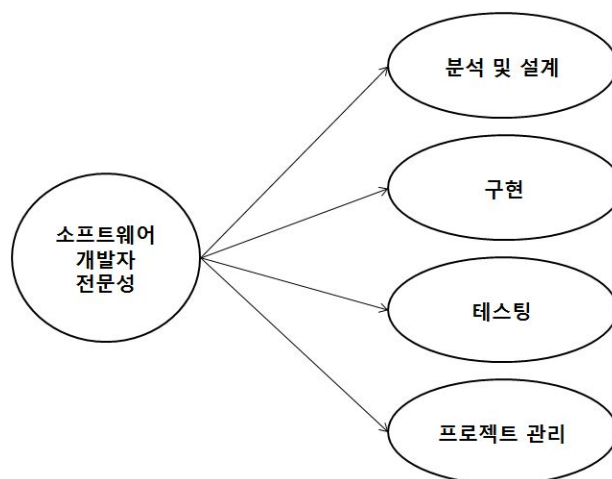 분석 및 설계
구현
소프트웨어
개발자
전문성
테스팅
프로젝트 관리